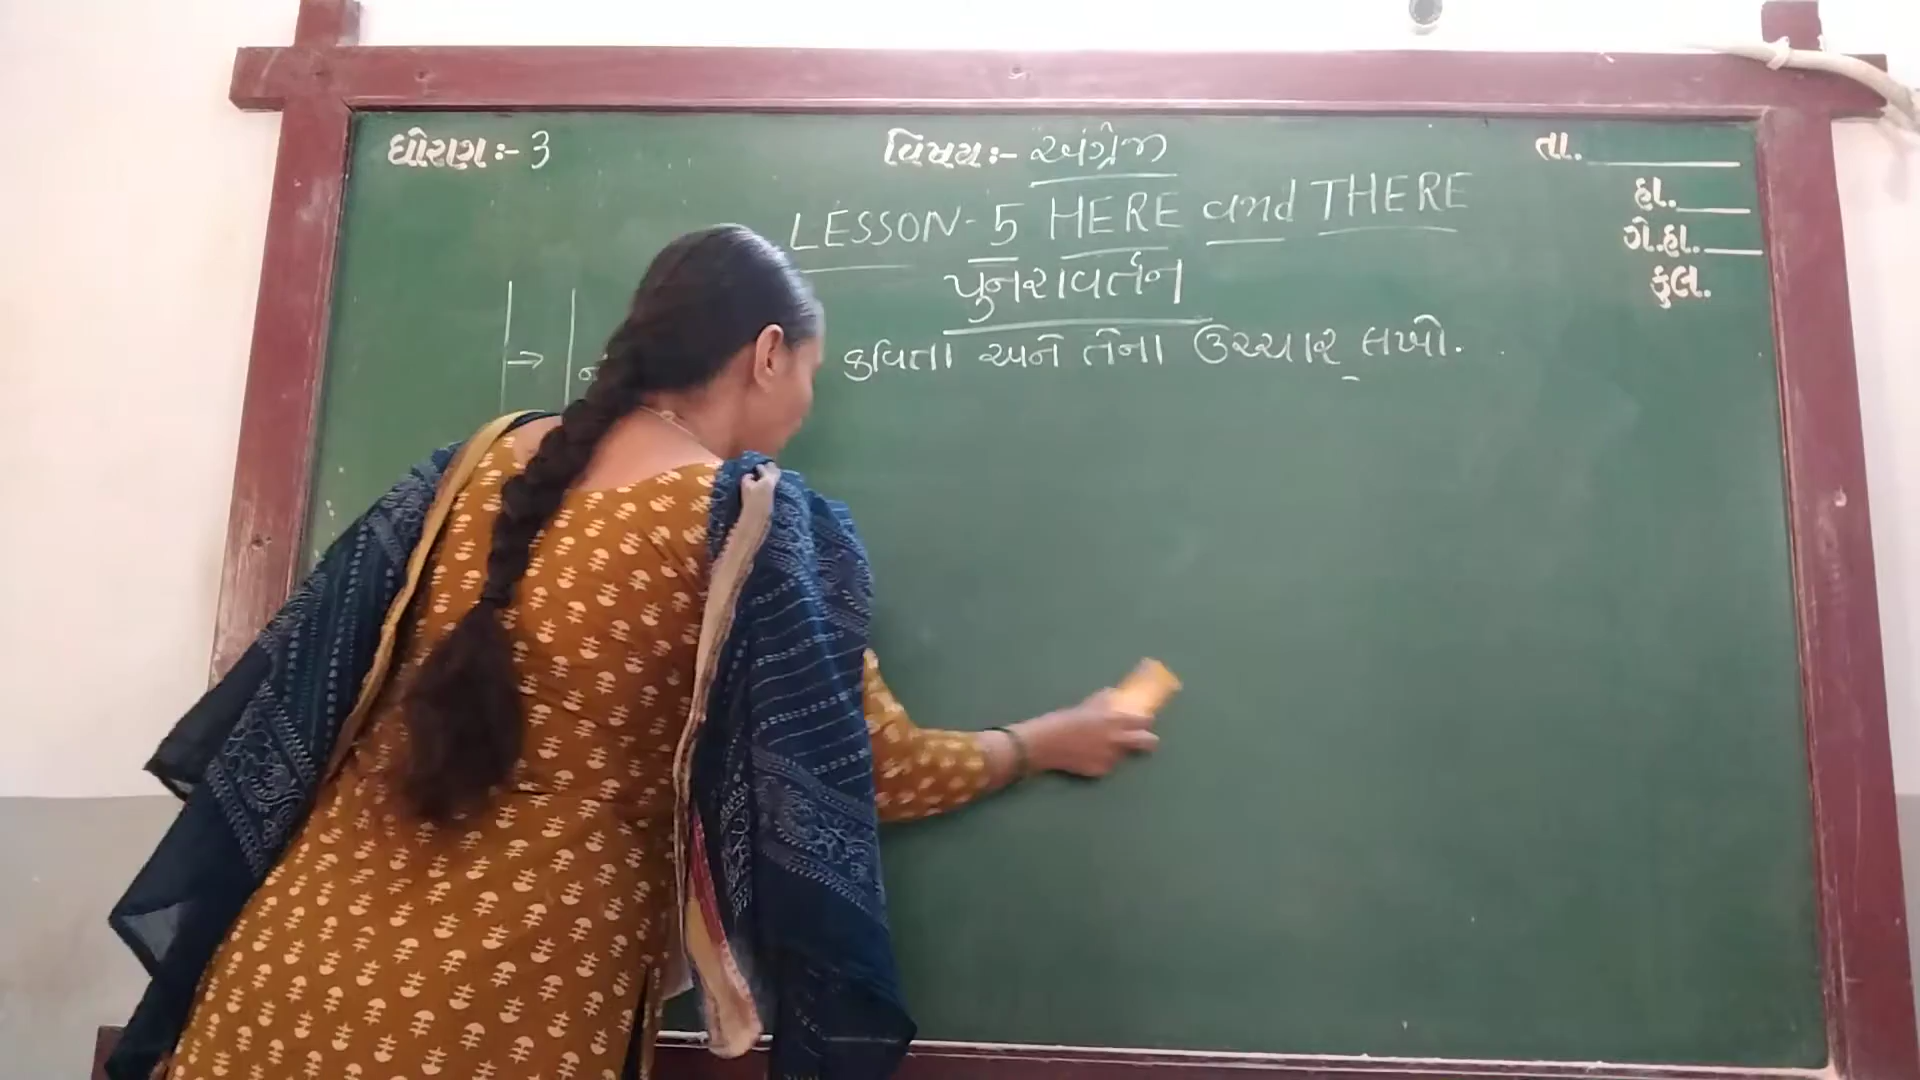 ધોરણ:- 3
વિષય:- અંગ્રેજી
તા.
હા.
ગે.હા.
કુલ.
LESSON-5 HERE and THERE
પુનરાવર્તન
→
કવિતા અને તેના ઉચ્ચાર લખો.